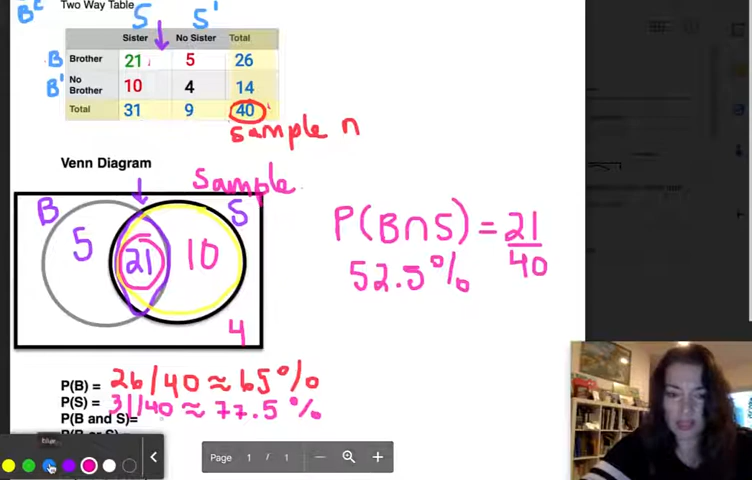 Two Way Table
B^c S S'
Sister No Sister Total
B Brother 21 5 26
B' No Brother 10 4 14
Total 31 9 40
sample n
Venn Diagram
sample
B S
5 21 10
4
P(B∩S) = 21/40
52.5%
P(B) = 26/40 ≈ 65%
P(S) = 31/40 ≈ 77.5%
P(B and S)=
Blue
Page 1 / 1